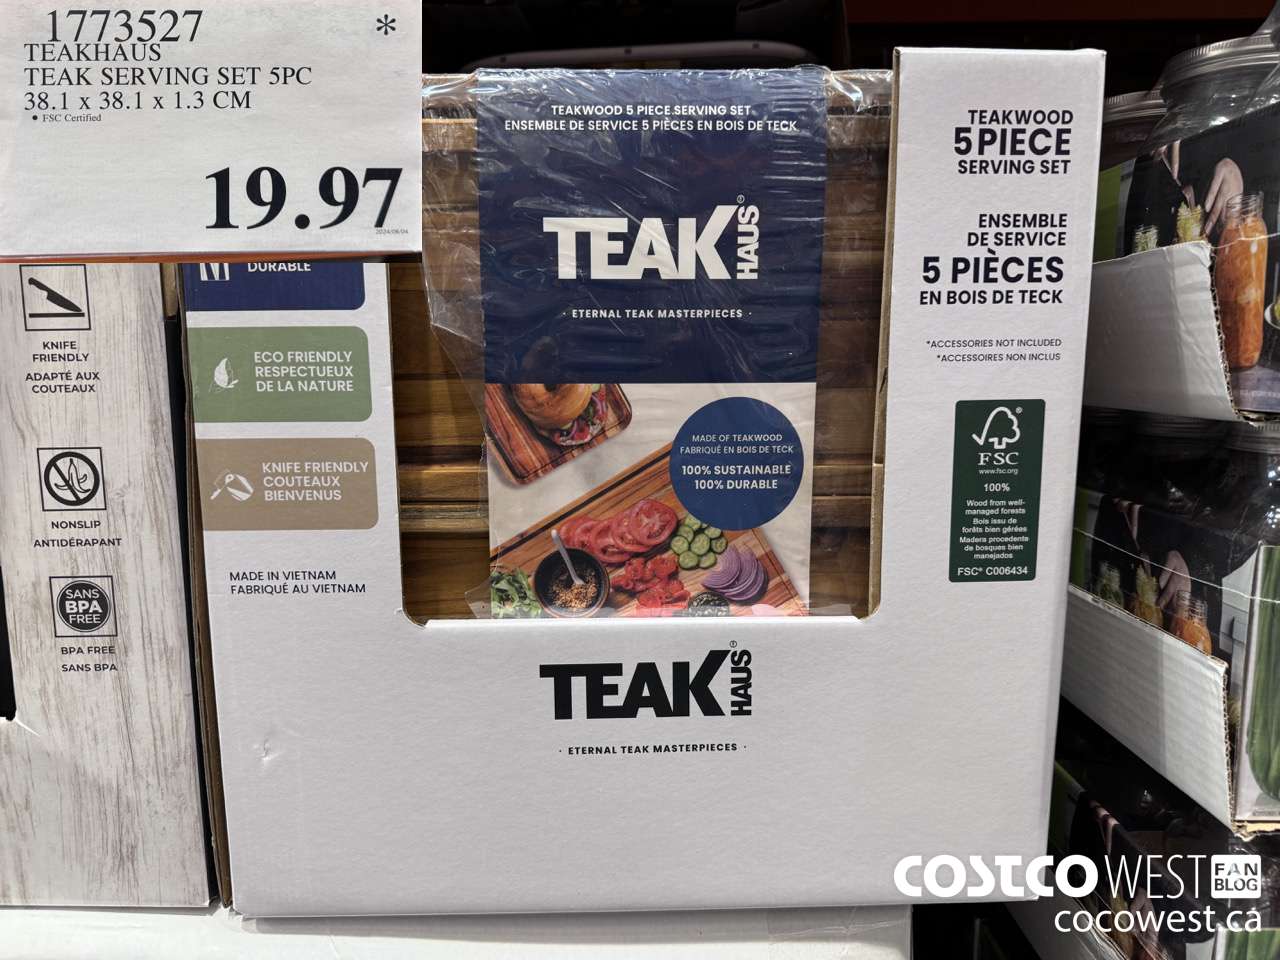 1773527 *
TEAKHAUS
TEAK SERVING SET 5PC
38.1 x 38.1 x 1.3 CM
• FSC Certified
19.97
2024/06/04
KNIFE
FRIENDLY
ADAPTÉ AUX
COUTEAUX
NONSLIP
ANTIDÉRAPANT
SANS
BPA
FREE
BPA FREE
SANS BPA
DURABLE
ECO FRIENDLY
RESPECTUEUX
DE LA NATURE
KNIFE FRIENDLY
COUTEAUX
BIENVENUS
MADE IN VIETNAM
FABRIQUÉ AU VIETNAM
TEAKWOOD 5 PIECE SERVING SET
ENSEMBLE DE SERVICE 5 PIÈCES EN BOIS DE TECK
TEAK HAUS®
· ETERNAL TEAK MASTERPIECES ·
MADE OF TEAKWOOD
FABRIQUÉ EN BOIS DE TECK
100% SUSTAINABLE
100% DURABLE
TEAK HAUS®
· ETERNAL TEAK MASTERPIECES ·
TEAKWOOD
5 PIECE
SERVING SET
ENSEMBLE
DE SERVICE
5 PIÈCES
EN BOIS DE TECK
*ACCESSORIES NOT INCLUDED
*ACCESSOIRES NON INCLUS
®
FSC
www.fsc.org
100%
Wood from well-
managed forests
Bois issu de
forêts bien gérées
Madera procedente
de bosques bien
manejados
FSC® C006434
COSTCO WEST FAN BLOG
cocowest.ca